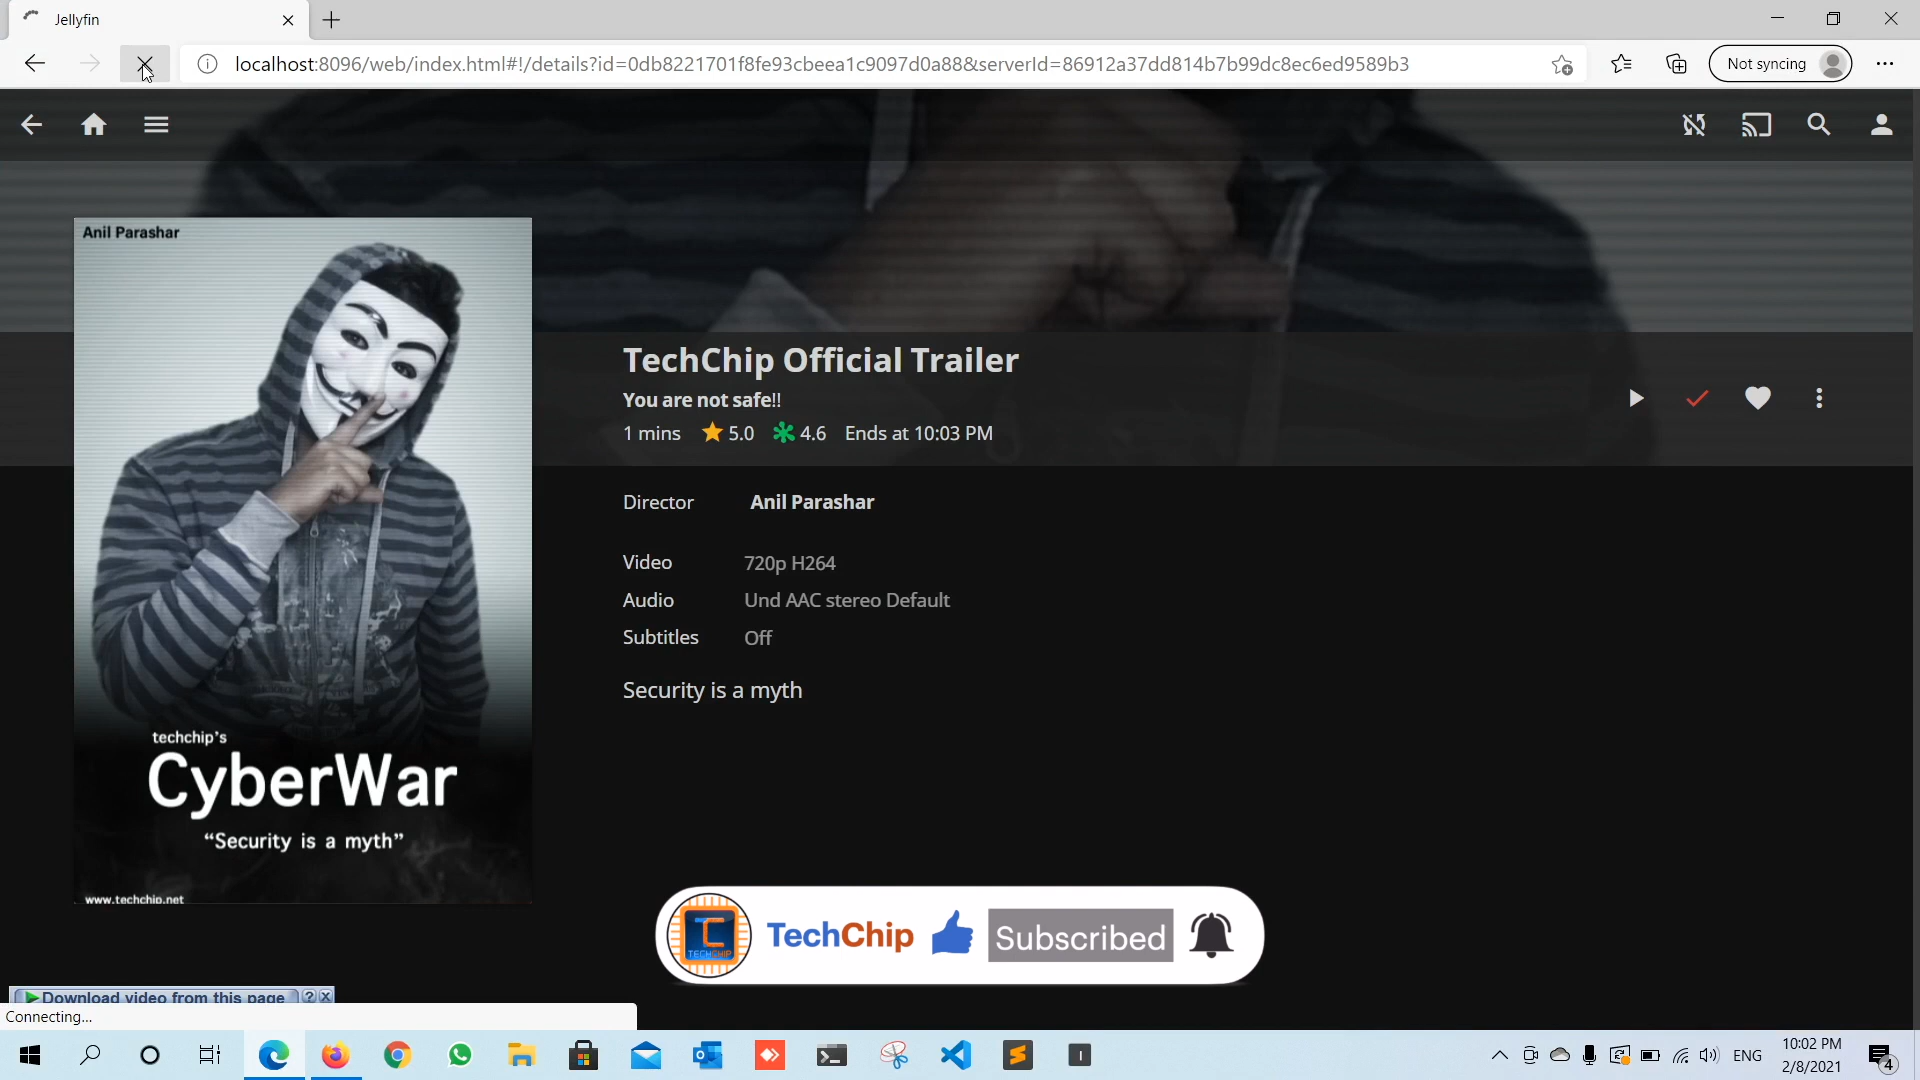 Jellyfin
localhost:8096/web/index.html#!/details?id=0db8221701f8fe93cbeea1c9097d0a88&serverId=86912a37dd814b7b99dc8ec6ed9589b3
Not syncing
Anil Parashar
TechChip Official Trailer
You are not safe!!
1 mins 5.0 4.6 Ends at 10:03 PM
Director Anil Parashar
Video 720p H264
Audio Und AAC stereo Default
Subtitles Off
Security is a myth
techchip's
CyberWar
“Security is a myth”
www.techchip.net
TECHCHIP
TechChip Subscribed
Download video from this page
Connecting...
ENG
10:02 PM
2/8/2021
4